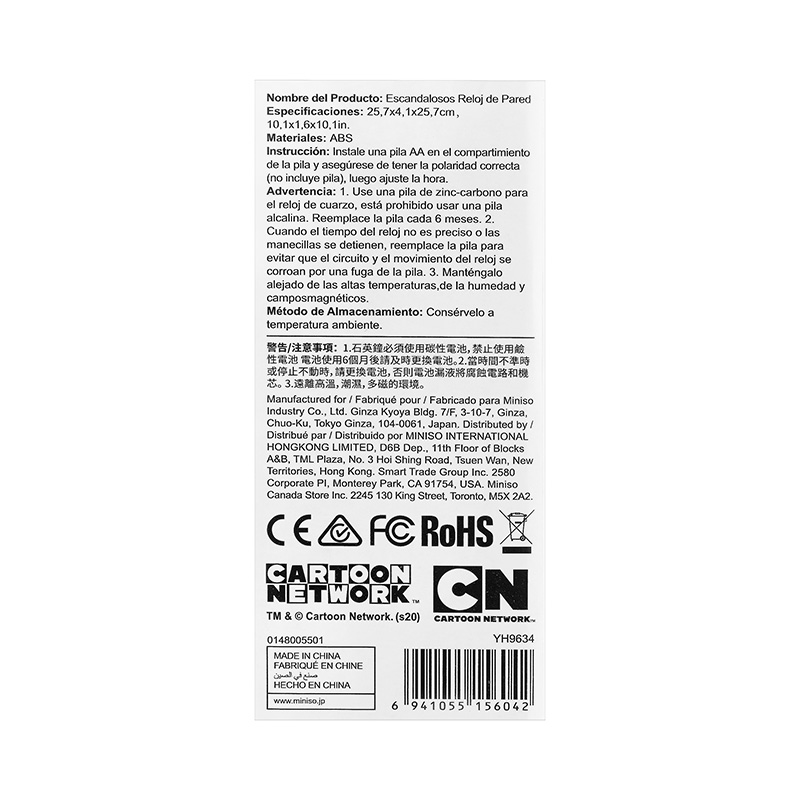 Nombre del Producto: Escandalosos Reloj de Pared
Especificaciones: 25,7x4,1x25,7cm,
10,1x1,6x10,1in.
Materiales: ABS
Instrucción: Instale una pila AA en el compartimiento
de la pila y asegúrese de tener la polaridad correcta
(no incluye pila), luego ajuste la hora.
Advertencia: 1. Use una pila de zinc-carbono para
el reloj de cuarzo, está prohibido usar una pila
alcalina. Reemplace la pila cada 6 meses. 2.
Cuando el tiempo del reloj no es preciso o las
manecillas se detienen, reemplace la pila para
evitar que el circuito y el movimiento del reloj se
corroan por una fuga de la pila. 3. Manténgalo
alejado de las altas temperaturas,de la humedad y
camposmagnéticos.
Método de Almacenamiento: Consérvelo a
temperatura ambiente.
警告/注意事項: 1.石英鐘必須使用碳性電池,禁止使用鹼
性電池 電池使用6個月後請及時更換電池。2.當時間不準時
或停止不動時,請更換電池,否則電池漏液將腐蝕電路和機
芯。3.遠離高溫,潮濕,多磁的環境。
Manufactured for / Fabriqué pour / Fabricado para Miniso
Industry Co., Ltd. Ginza Kyoya Bldg. 7/F, 3-10-7, Ginza,
Chuo-Ku, Tokyo Ginza, 104-0061, Japan. Distributed by /
Distribué par / Distribuido por MINISO INTERNATIONAL
HONGKONG LIMITED, D6B Dep., 11th Floor of Blocks
A&B, TML Plaza, No. 3 Hoi Shing Road, Tsuen Wan, New
Territories, Hong Kong. Smart Trade Group Inc. 2580
Corporate Pl, Monterey Park, CA 91754, USA. Miniso
Canada Store Inc. 2245 130 King Street, Toronto, M5X 2A2.
CE FC RoHS
CARTOON NETWORK™ CN CARTOON NETWORK™
TM & © Cartoon Network. (s20)
0148005501 YH9634
MADE IN CHINA
FABRIQUÉ EN CHINE
صنع في الصين
HECHO EN CHINA
www.miniso.jp
6 941055 156042